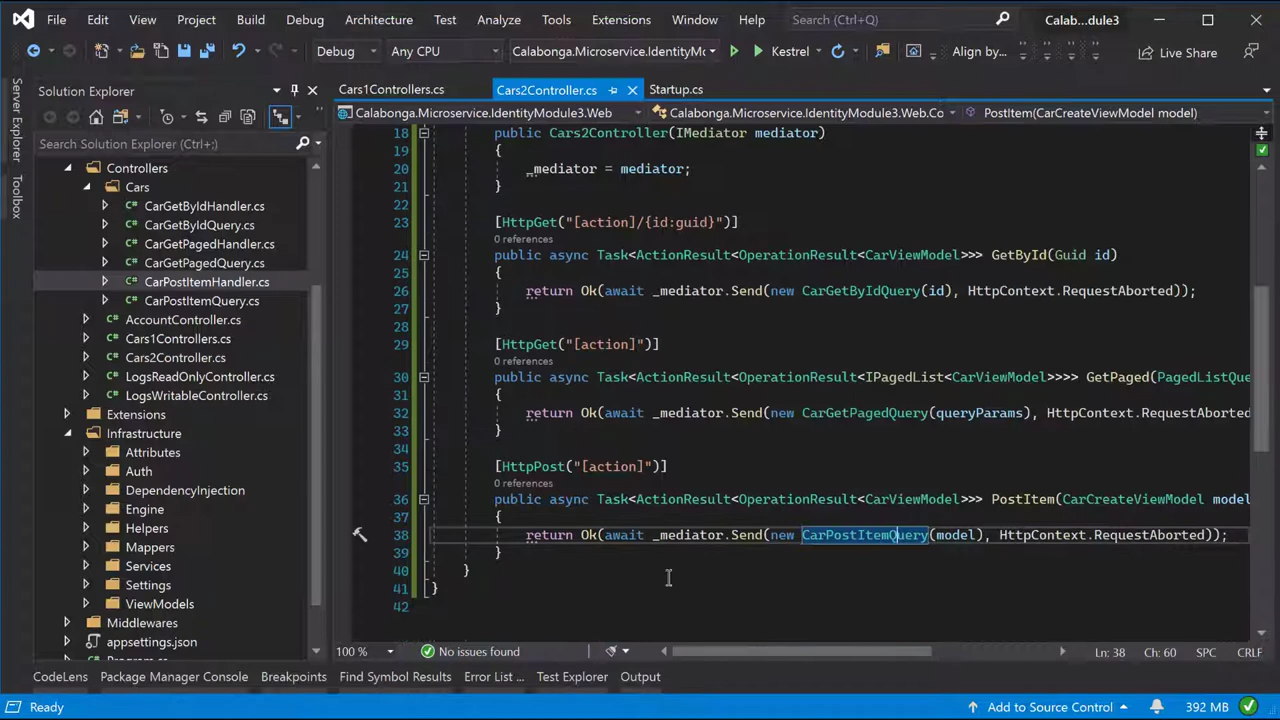 File Edit View Project Build Debug Architecture Test Analyze Tools Extensions Window Help Search (Ctrl+Q) Calab...dule3
Debug Any CPU Calabonga.Microservice.IdentityMo Kestrel Align by... Live Share
Server Explorer
Toolbox
Solution Explorer
Search Solution Explorer (Ctrl+;)
Controllers
Cars
C# CarGetByIdHandler.cs
C# CarGetByIdQuery.cs
C# CarGetPagedHandler.cs
C# CarGetPagedQuery.cs
C# CarPostItemHandler.cs
C# CarPostItemQuery.cs
C# AccountController.cs
C# Cars1Controllers.cs
C# Cars2Controller.cs
C# LogsReadOnlyController.cs
C# LogsWritableController.cs
Extensions
Infrastructure
Attributes
Auth
DependencyInjection
Engine
Helpers
Mappers
Services
Settings
ViewModels
Middlewares
appsettings.json
Cars1Controllers.cs Cars2Controller.cs Startup.cs
Calabonga.Microservice.IdentityModule3.Web Calabonga.Microservice.IdentityModule3.Web.Co PostItem(CarCreateViewModel model)
18 public Cars2Controller(IMediator mediator)
19 {
20 _mediator = mediator;
21 }
22
23 [HttpGet("[action]/{id:guid}")]
0 references
24 public async Task<ActionResult<OperationResult<CarViewModel>>> GetById(Guid id)
25 {
26 return Ok(await _mediator.Send(new CarGetByIdQuery(id), HttpContext.RequestAborted));
27 }
28
29 [HttpGet("[action]")]
0 references
30 public async Task<ActionResult<OperationResult<IPagedList<CarViewModel>>>> GetPaged(PagedListQue
31 {
32 return Ok(await _mediator.Send(new CarGetPagedQuery(queryParams), HttpContext.RequestAborted
33 }
34
35 [HttpPost("[action]")]
0 references
36 public async Task<ActionResult<OperationResult<CarViewModel>>> PostItem(CarCreateViewModel model
37 {
38 return Ok(await _mediator.Send(new CarPostItemQuery(model), HttpContext.RequestAborted));
39 }
40 }
41 }
42
100 % No issues found Ln: 38 Ch: 60 SPC CRLF
CodeLens Package Manager Console Breakpoints Find Symbol Results Error List ... Test Explorer Output
Ready Add to Source Control 392 MB